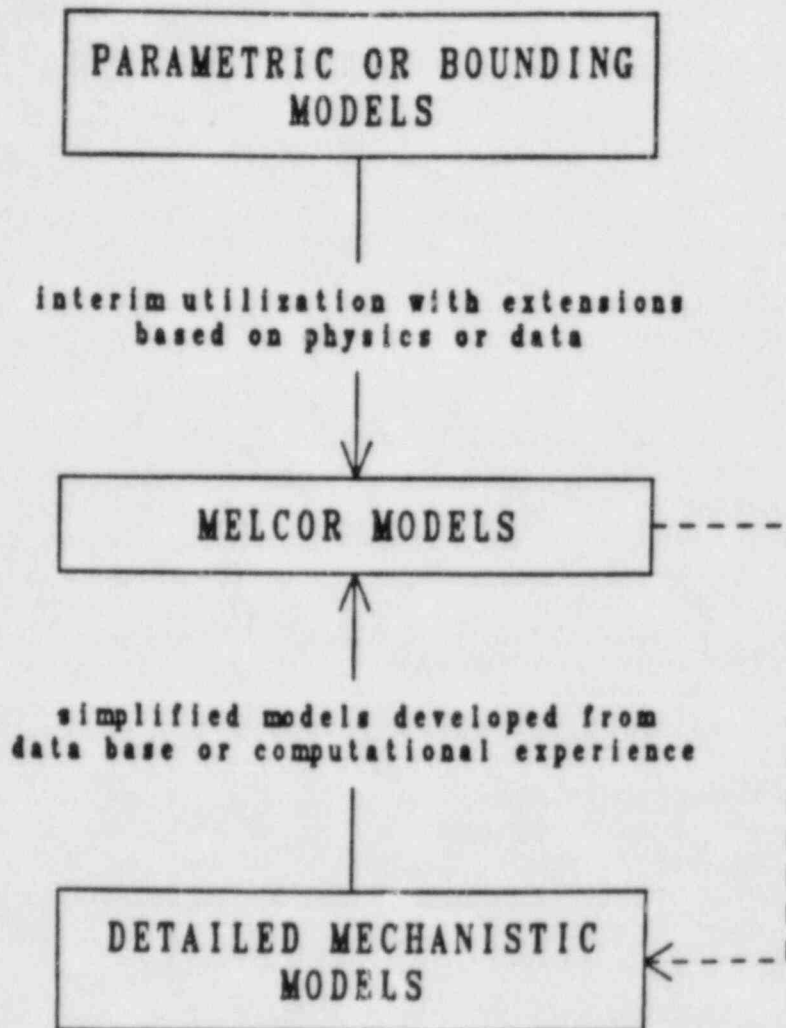 PARAMETRIC OR BOUNDING
MODELS
interim utilization with extensions
based on physics or data
MELCOR MODELS
simplified models developed from
data base or computational experience
DETAILED MECHANISTIC
MODELS